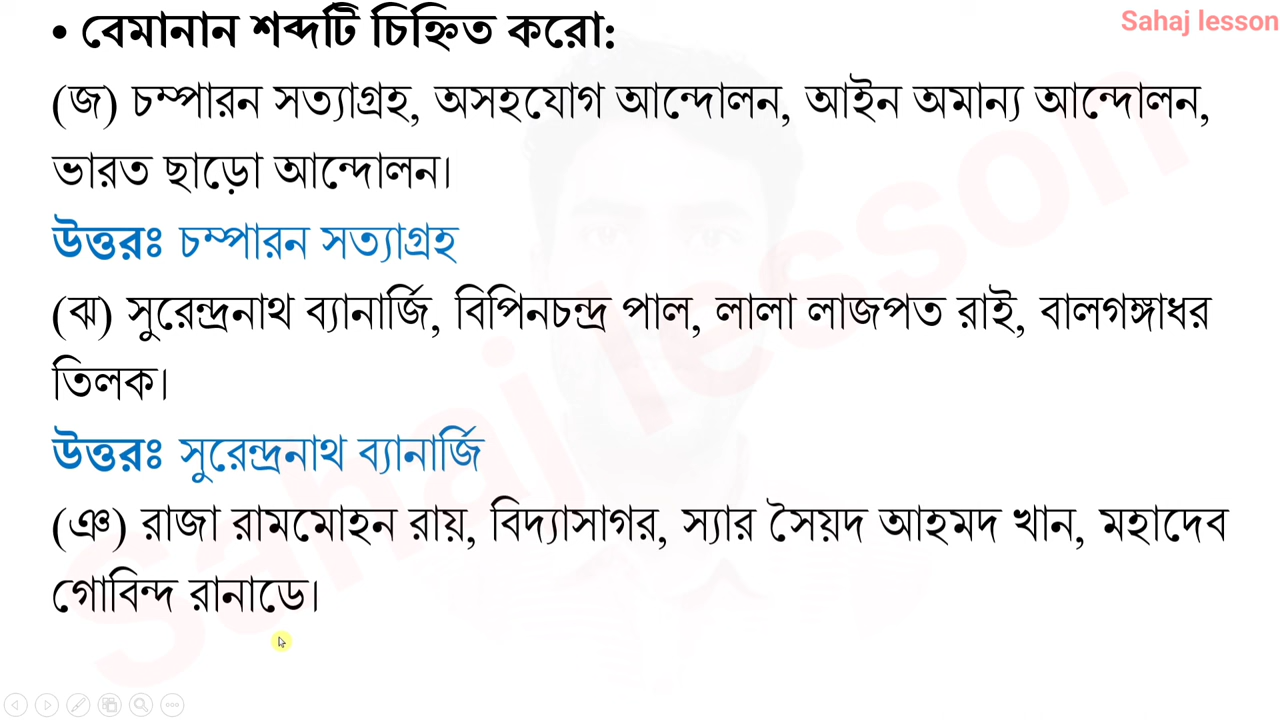 Sahaj lesson
• বেমানান শব্দটি চিহ্নিত করো:
(জ) চম্পারন সত্যাগ্রহ, অসহযোগ আন্দোলন, আইন অমান্য আন্দোলন,
ভারত ছাড়ো আন্দোলন।
উত্তরঃ চম্পারন সত্যাগ্রহ
(ঝ) সুরেন্দ্রনাথ ব্যানার্জি, বিপিনচন্দ্র পাল, লালা লাজপত রাই, বালগঙ্গাধর
তিলক।
উত্তরঃ সুরেন্দ্রনাথ ব্যানার্জি
(ঞ) রাজা রামমোহন রায়, বিদ্যাসাগর, স্যার সৈয়দ আহমদ খান, মহাদেব
গোবিন্দ রানাডে।
Sahaj lesson